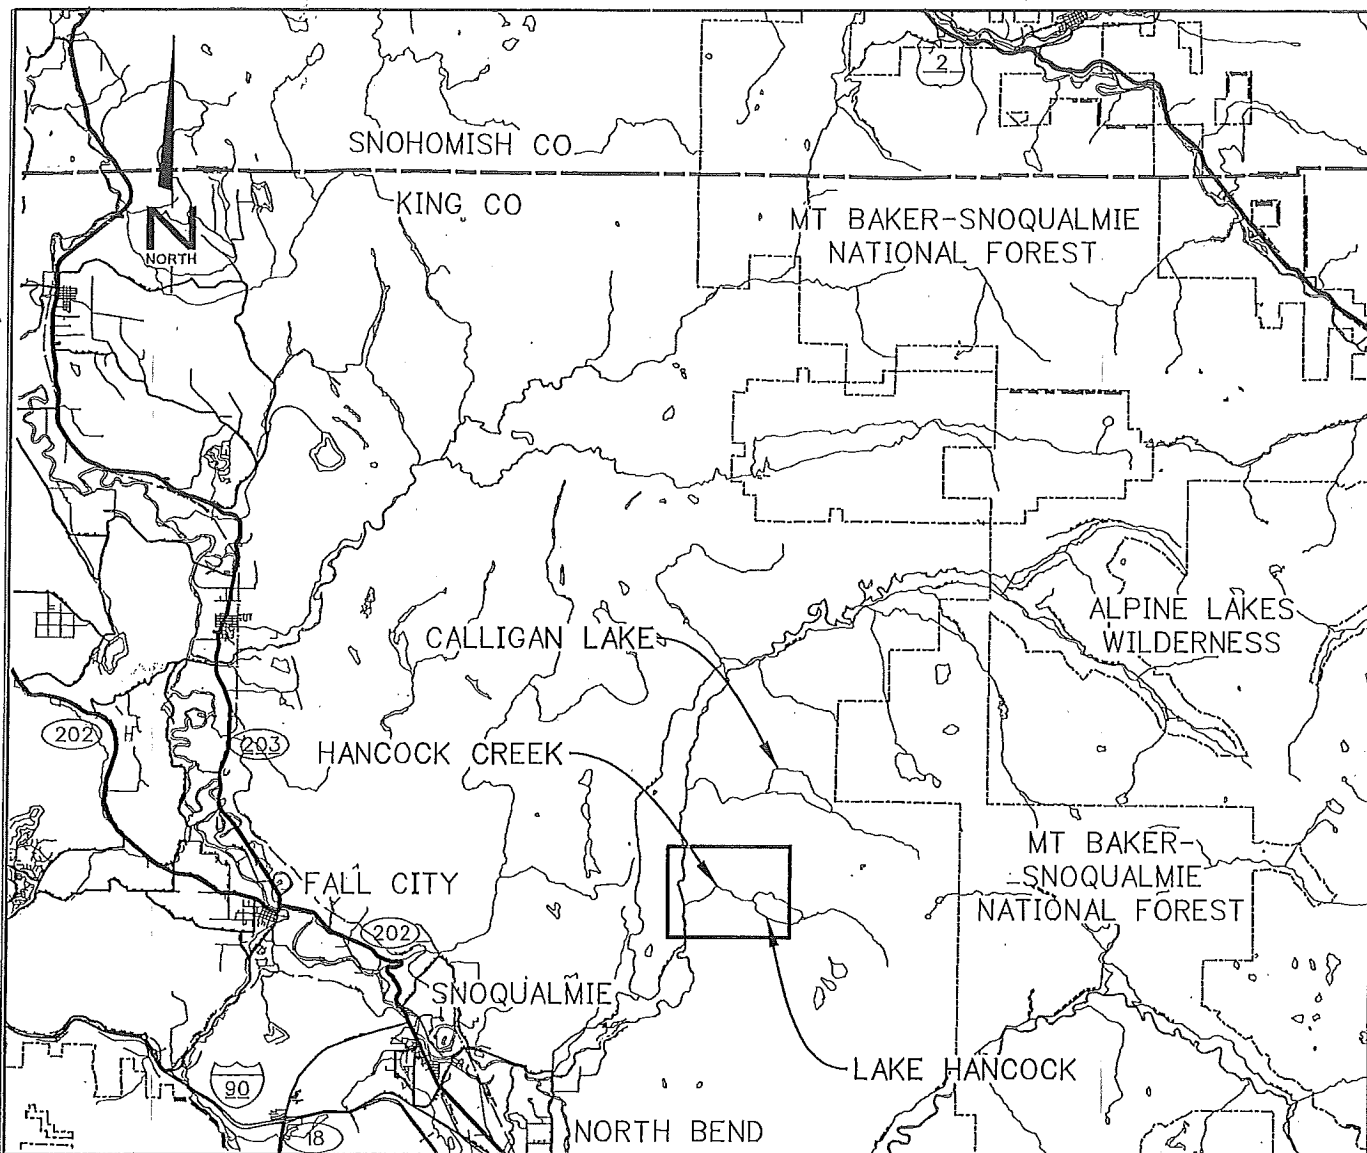 2
SNOHOMISH CO
KING CO
N
NORTH
MT BAKER-SNOQUALMIE
NATIONAL FOREST
ALPINE LAKES
WILDERNESS
CALLIGAN LAKE
202
203
HANCOCK CREEK
MT BAKER-
SNOQUALMIE
NATIONAL FOREST
FALL CITY
202
SNOQUALMIE
LAKE HANCOCK
90
18
NORTH BEND